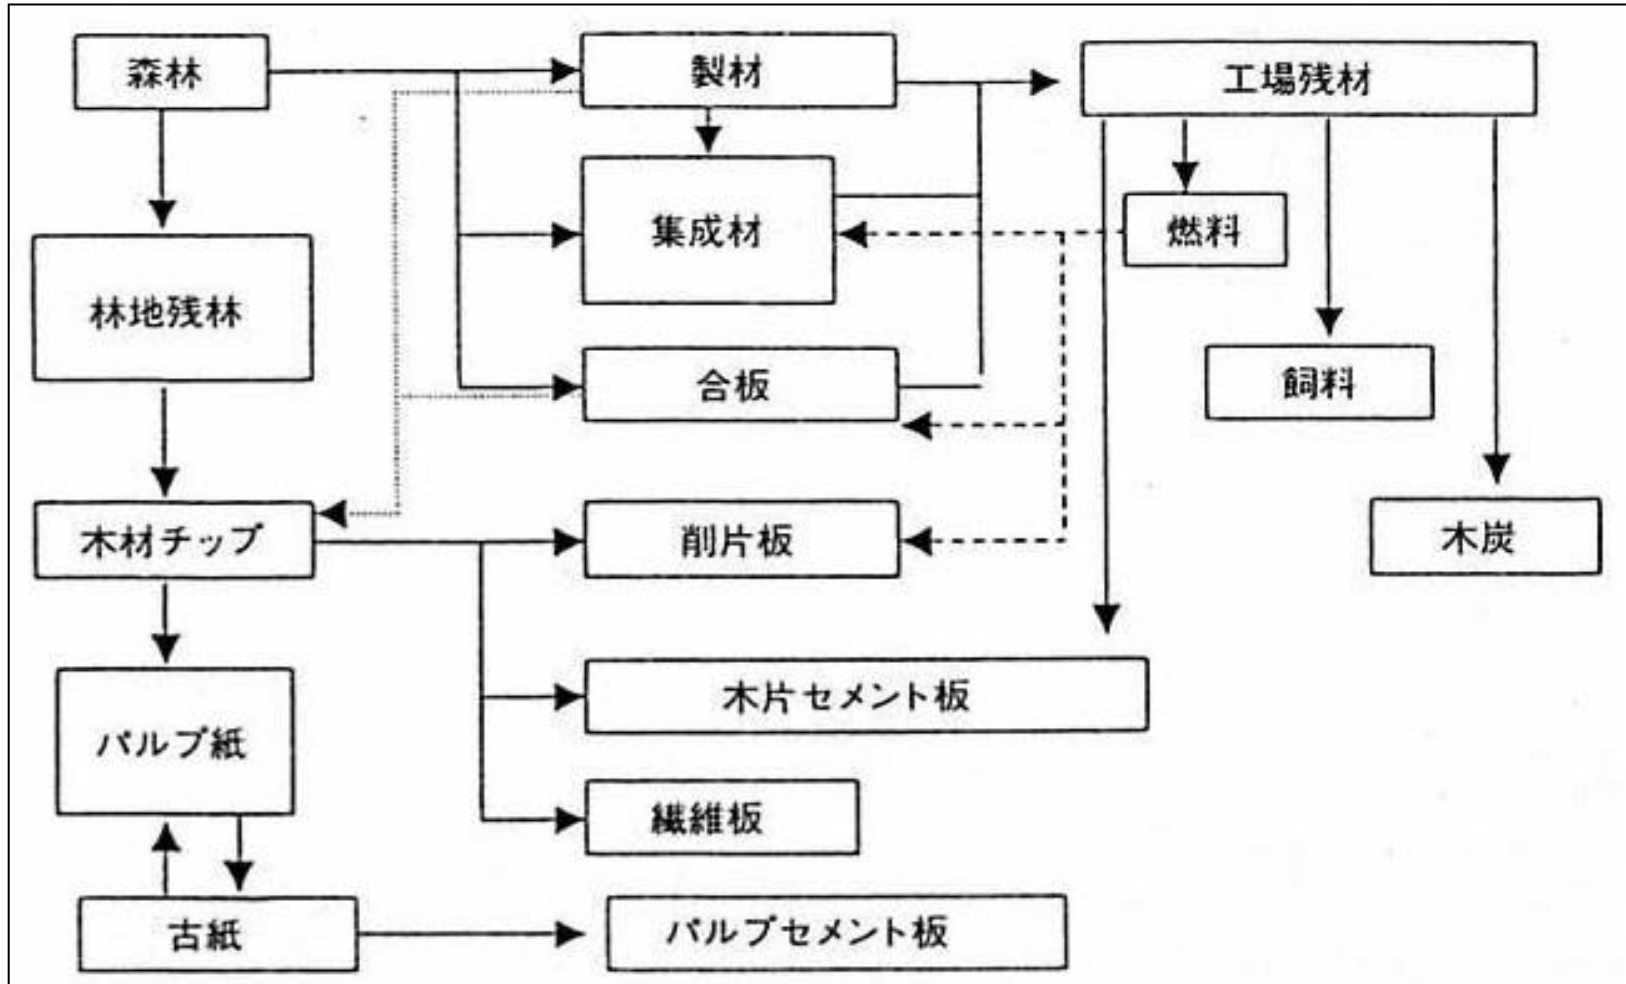 森林
製材
工場残材
集成材
燃料
林地残林
合板
飼料
木材チップ
削片板
木炭
木片セメント板
パルプ紙
繊維板
古紙
パルプセメント板